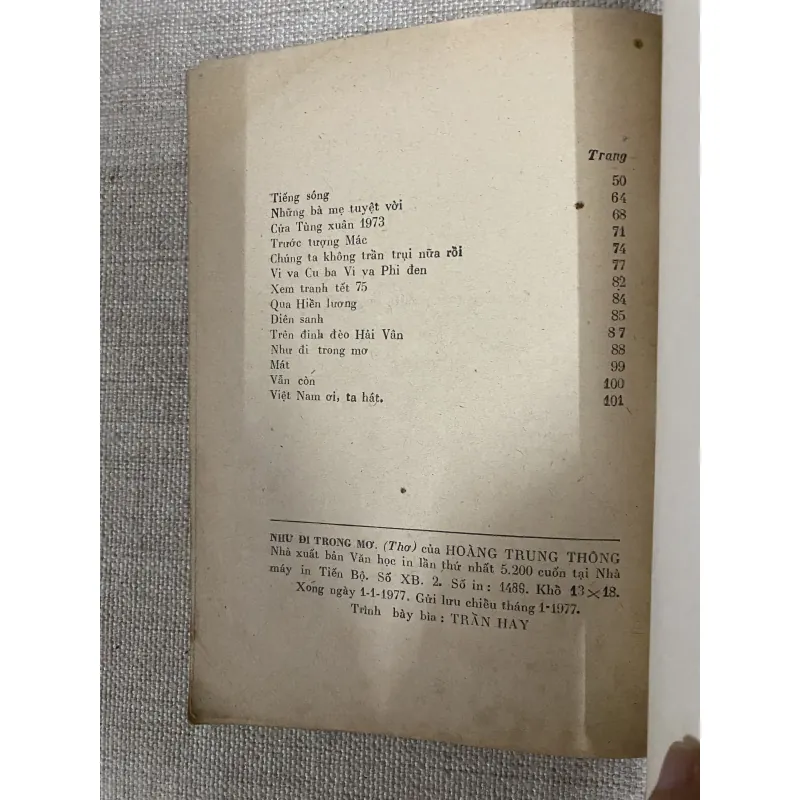 Trang
Tiếng sóng 50
Những bà mẹ tuyệt vời 64
Cửa Tùng xuân 1973 68
Trước tượng Mác 71
Chúng ta không trần trụi nữa rồi 74
Vi va Cu ba Vi va Phi đen 77
Xem tranh tết 75 82
Qua Hiền lương 84
Diên sanh 85
Trên đỉnh đèo Hải Vân 87
Như đi trong mơ 88
Mát 99
Vẫn còn 100
Việt Nam ơi, ta hát. 101
NHƯ ĐI TRONG MƠ. (Thơ) của HOÀNG TRUNG THÔNG
Nhà xuất bản Văn học in lần thứ nhất 5.200 cuốn tại Nhà
máy in Tiến Bộ. Số XB. 2. Số in : 1486. Khổ 13×18.
Xong ngày 1-1-1977. Gửi lưu chiểu tháng 1-1977.
Trình bày bìa : TRẦN HAY